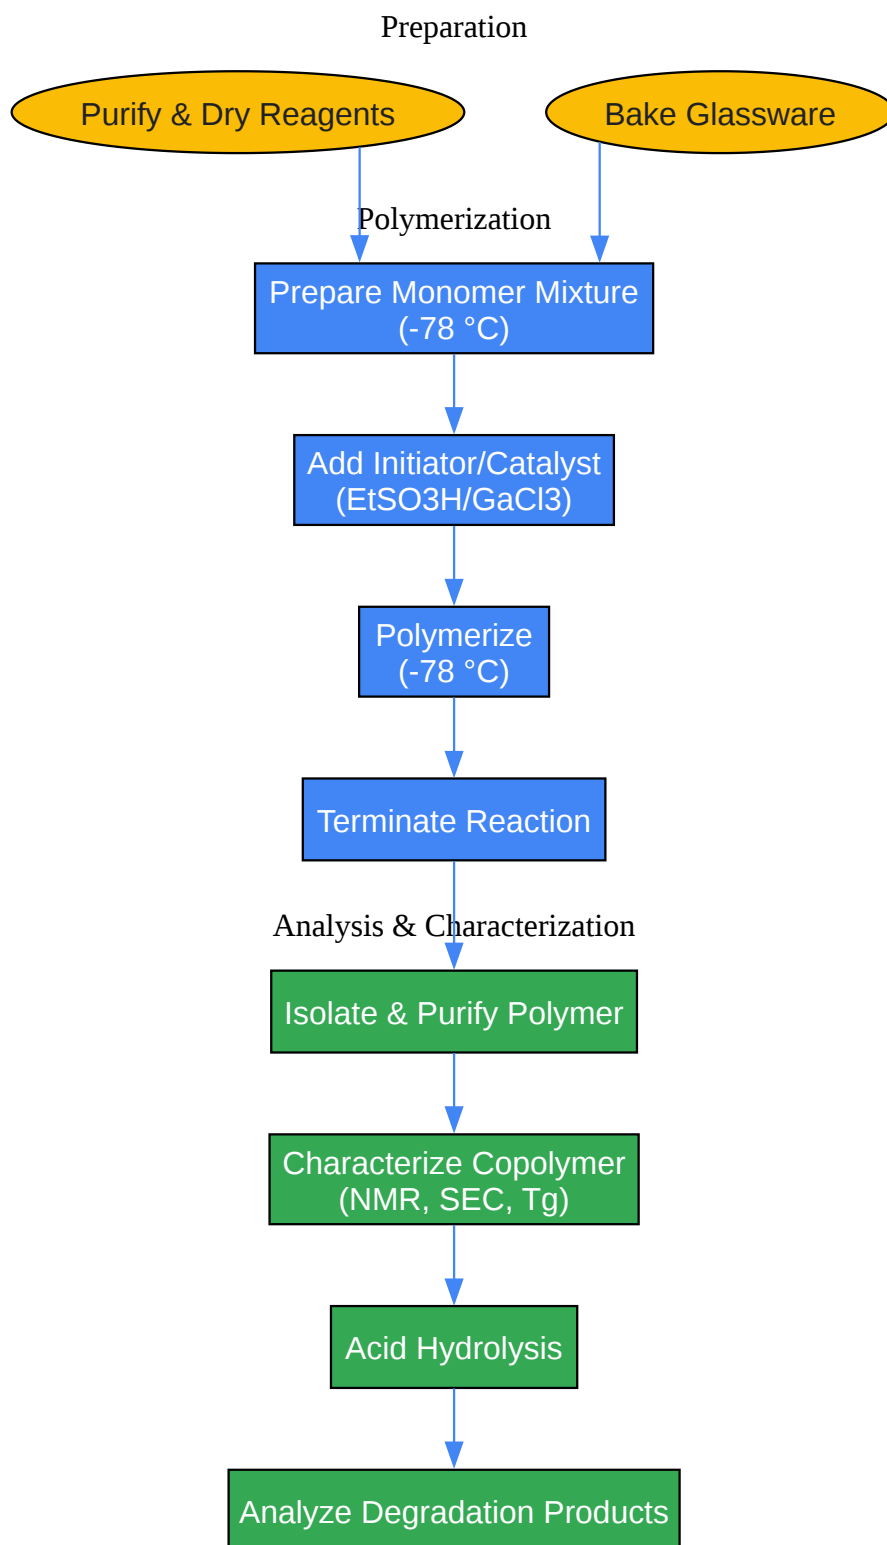 Preparation
Purify & Dry Reagents
Bake Glassware
Polymerization
Prepare Monomer Mixture
(-78 °C)
Add Initiator/Catalyst
(EtSO3H/GaCl3)
Polymerize
(-78 °C)
Terminate Reaction
Analysis & Characterization
Isolate & Purify Polymer
Characterize Copolymer
(NMR, SEC, Tg)
Acid Hydrolysis
Analyze Degradation Products